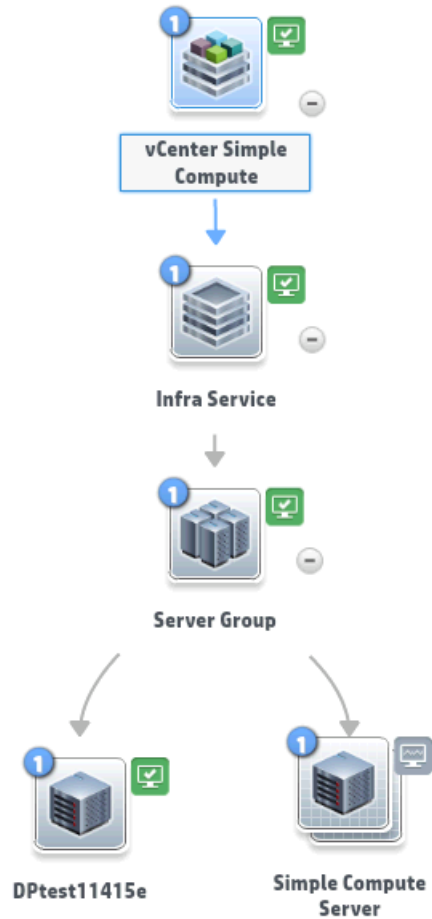 1
vCenter Simple
Compute
1
Infra Service
1
Server Group
1
1
DPtest11415e
Simple Compute
Server